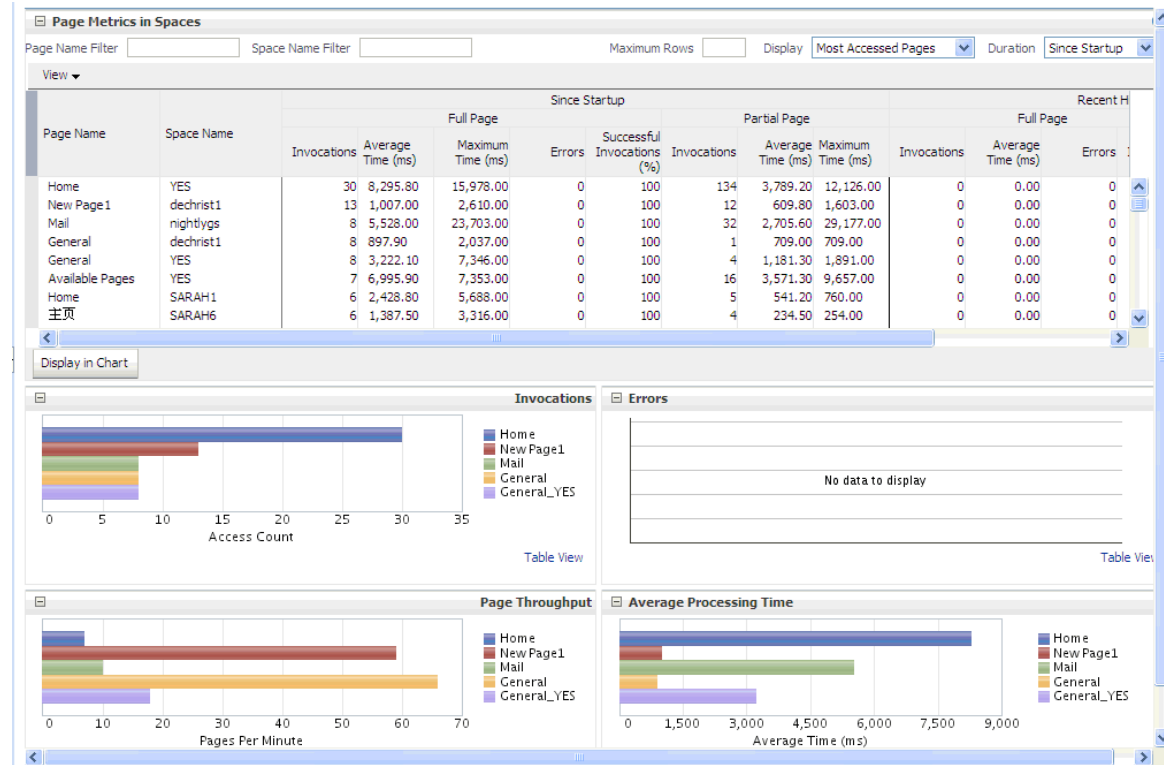 Page Metrics in Spaces
Page Name Filter Space Name Filter Maximum Rows Display Most Accessed Pages Duration Since Startup
View
Since Startup Recent H
Full Page Partial Page Full Page
Page Name Space Name Invocations Average Time (ms) Maximum Time (ms) Errors Successful Invocations (%) Invocations Average Time (ms) Maximum Time (ms) Invocations Average Time (ms) Errors
Home YES 30 8,295.80 15,978.00 0 100 134 3,789.20 12,126.00 0 0.00 0
New Page1 dechrist1 13 1,007.00 2,610.00 0 100 12 609.80 1,603.00 0 0.00 0
Mail nightlygs 8 5,528.00 23,703.00 0 100 32 2,705.60 29,177.00 0 0.00 0
General dechrist1 8 897.90 2,037.00 0 100 1 709.00 709.00 0 0.00 0
General YES 8 3,222.10 7,346.00 0 100 4 1,181.30 1,891.00 0 0.00 0
Available Pages YES 7 6,995.90 7,353.00 0 100 16 3,571.30 9,657.00 0 0.00 0
Home SARAH1 6 2,428.80 5,688.00 0 100 5 541.20 760.00 0 0.00 0
主页 SARAH6 6 1,387.50 3,316.00 0 100 4 234.50 254.00 0 0.00 0
Display in Chart
Invocations
Home
New Page1
Mail
General
General_YES
0 5 10 15 20 25 30 35
Access Count
Table View
Errors
No data to display
Table View
Page Throughput
Home
New Page1
Mail
General
General_YES
0 10 20 30 40 50 60 70
Pages Per Minute
Average Processing Time
Home
New Page1
Mail
General
General_YES
0 1,500 3,000 4,500 6,000 7,500 9,000
Average Time (ms)